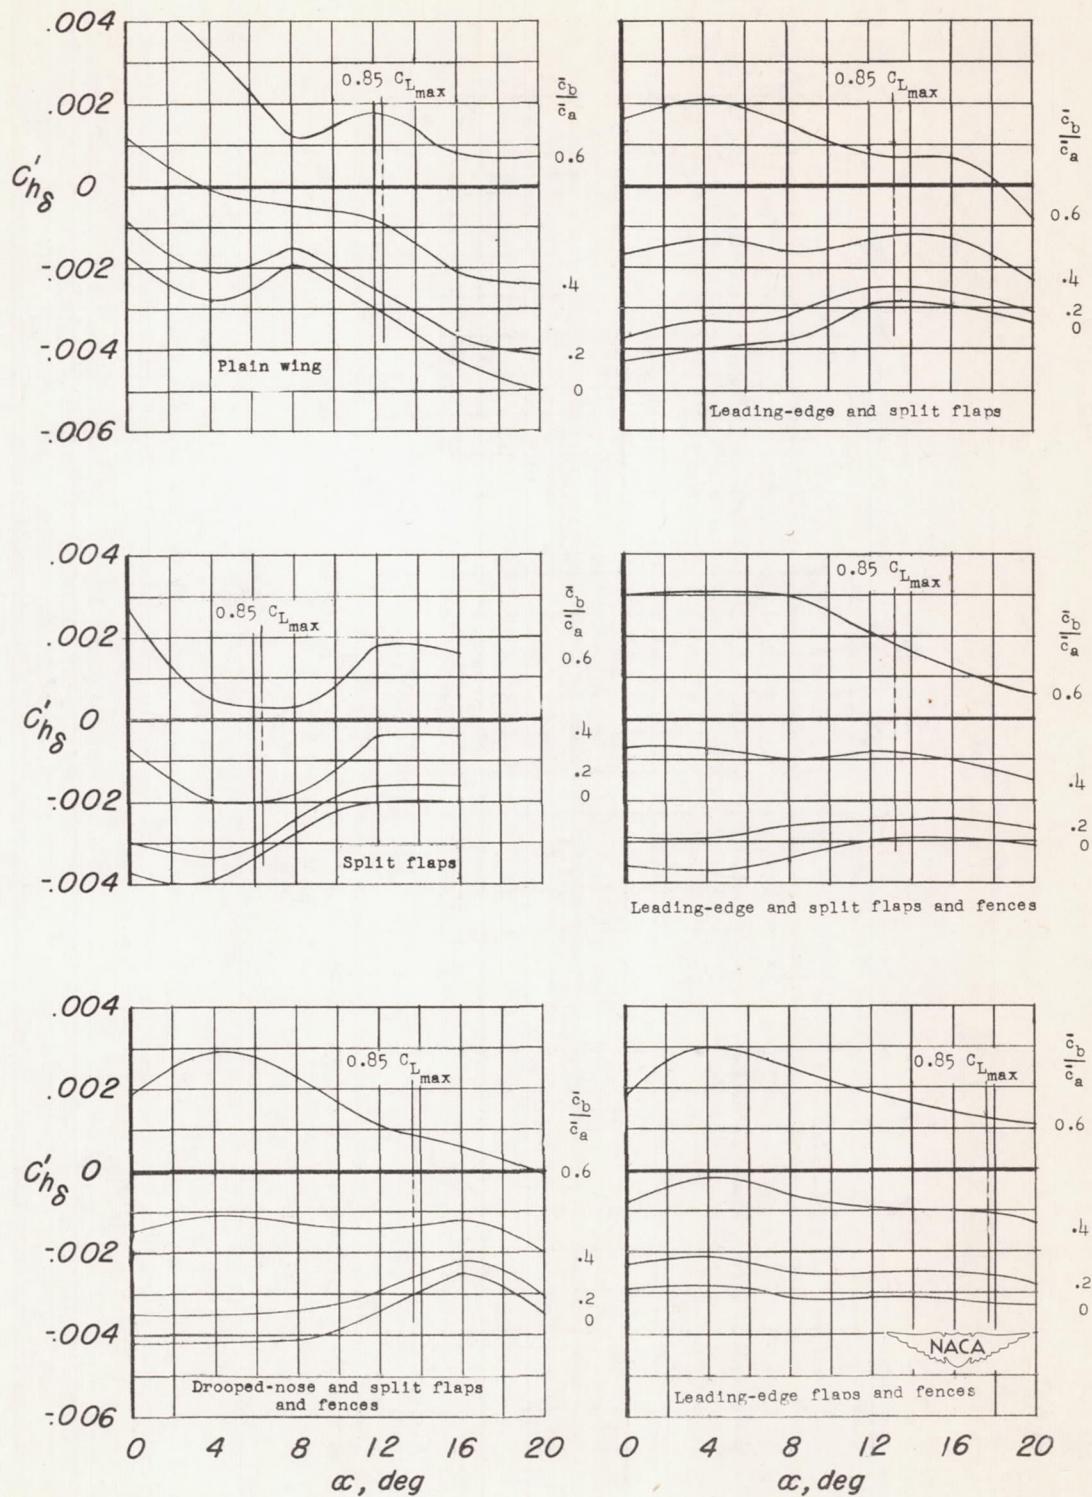 .004
.002
C'hδ 0
-.002
-.004
-.006
0.85 CLmax
c̄b/c̄a
0.6
.4
.2
0
Plain wing
0.85 CLmax
c̄b/c̄a
0.6
.4
.2
0
Leading-edge and split flaps
.004
.002
C'hδ 0
-.002
-.004
0.85 CLmax
c̄b/c̄a
0.6
.4
.2
0
Split flaps
0.85 CLmax
c̄b/c̄a
0.6
.4
.2
0
Leading-edge and split flaps and fences
.004
.002
C'hδ 0
-.002
-.004
-.006
0.85 CLmax
c̄b/c̄a
0.6
.4
.2
0
Drooped-nose and split flaps
and fences
0 4 8 12 16 20
α, deg
0.85 CLmax
c̄b/c̄a
0.6
.4
.2
0
NACA
Leading-edge flaps and fences
0 4 8 12 16 20
α, deg